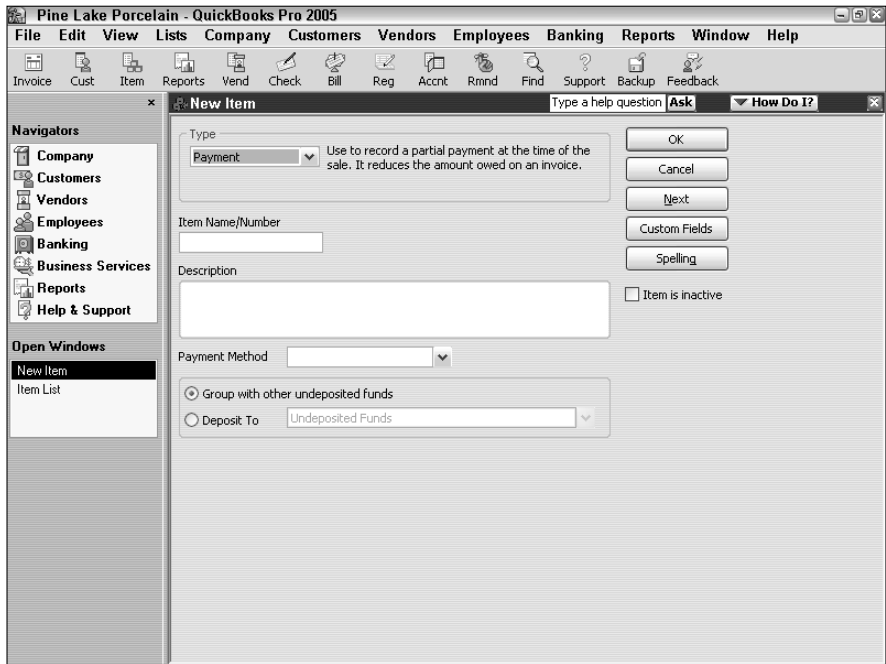 Pine Lake Porcelain - QuickBooks Pro 2005
File Edit View Lists Company Customers Vendors Employees Banking Reports Window Help
Invoice Cust Item Reports Vend Check Bill Reg Accnt Rmnd Find Support Backup Feedback
New Item
Type a help question Ask How Do I?
Navigators
Company
Customers
Vendors
Employees
Banking
Business Services
Reports
Help & Support
Open Windows
New Item
Item List
Type
Payment
Use to record a partial payment at the time of the
sale. It reduces the amount owed on an invoice.
Item Name/Number
Description
Payment Method
Group with other undeposited funds
Deposit To Undeposited Funds
OK
Cancel
Next
Custom Fields
Spelling
Item is inactive